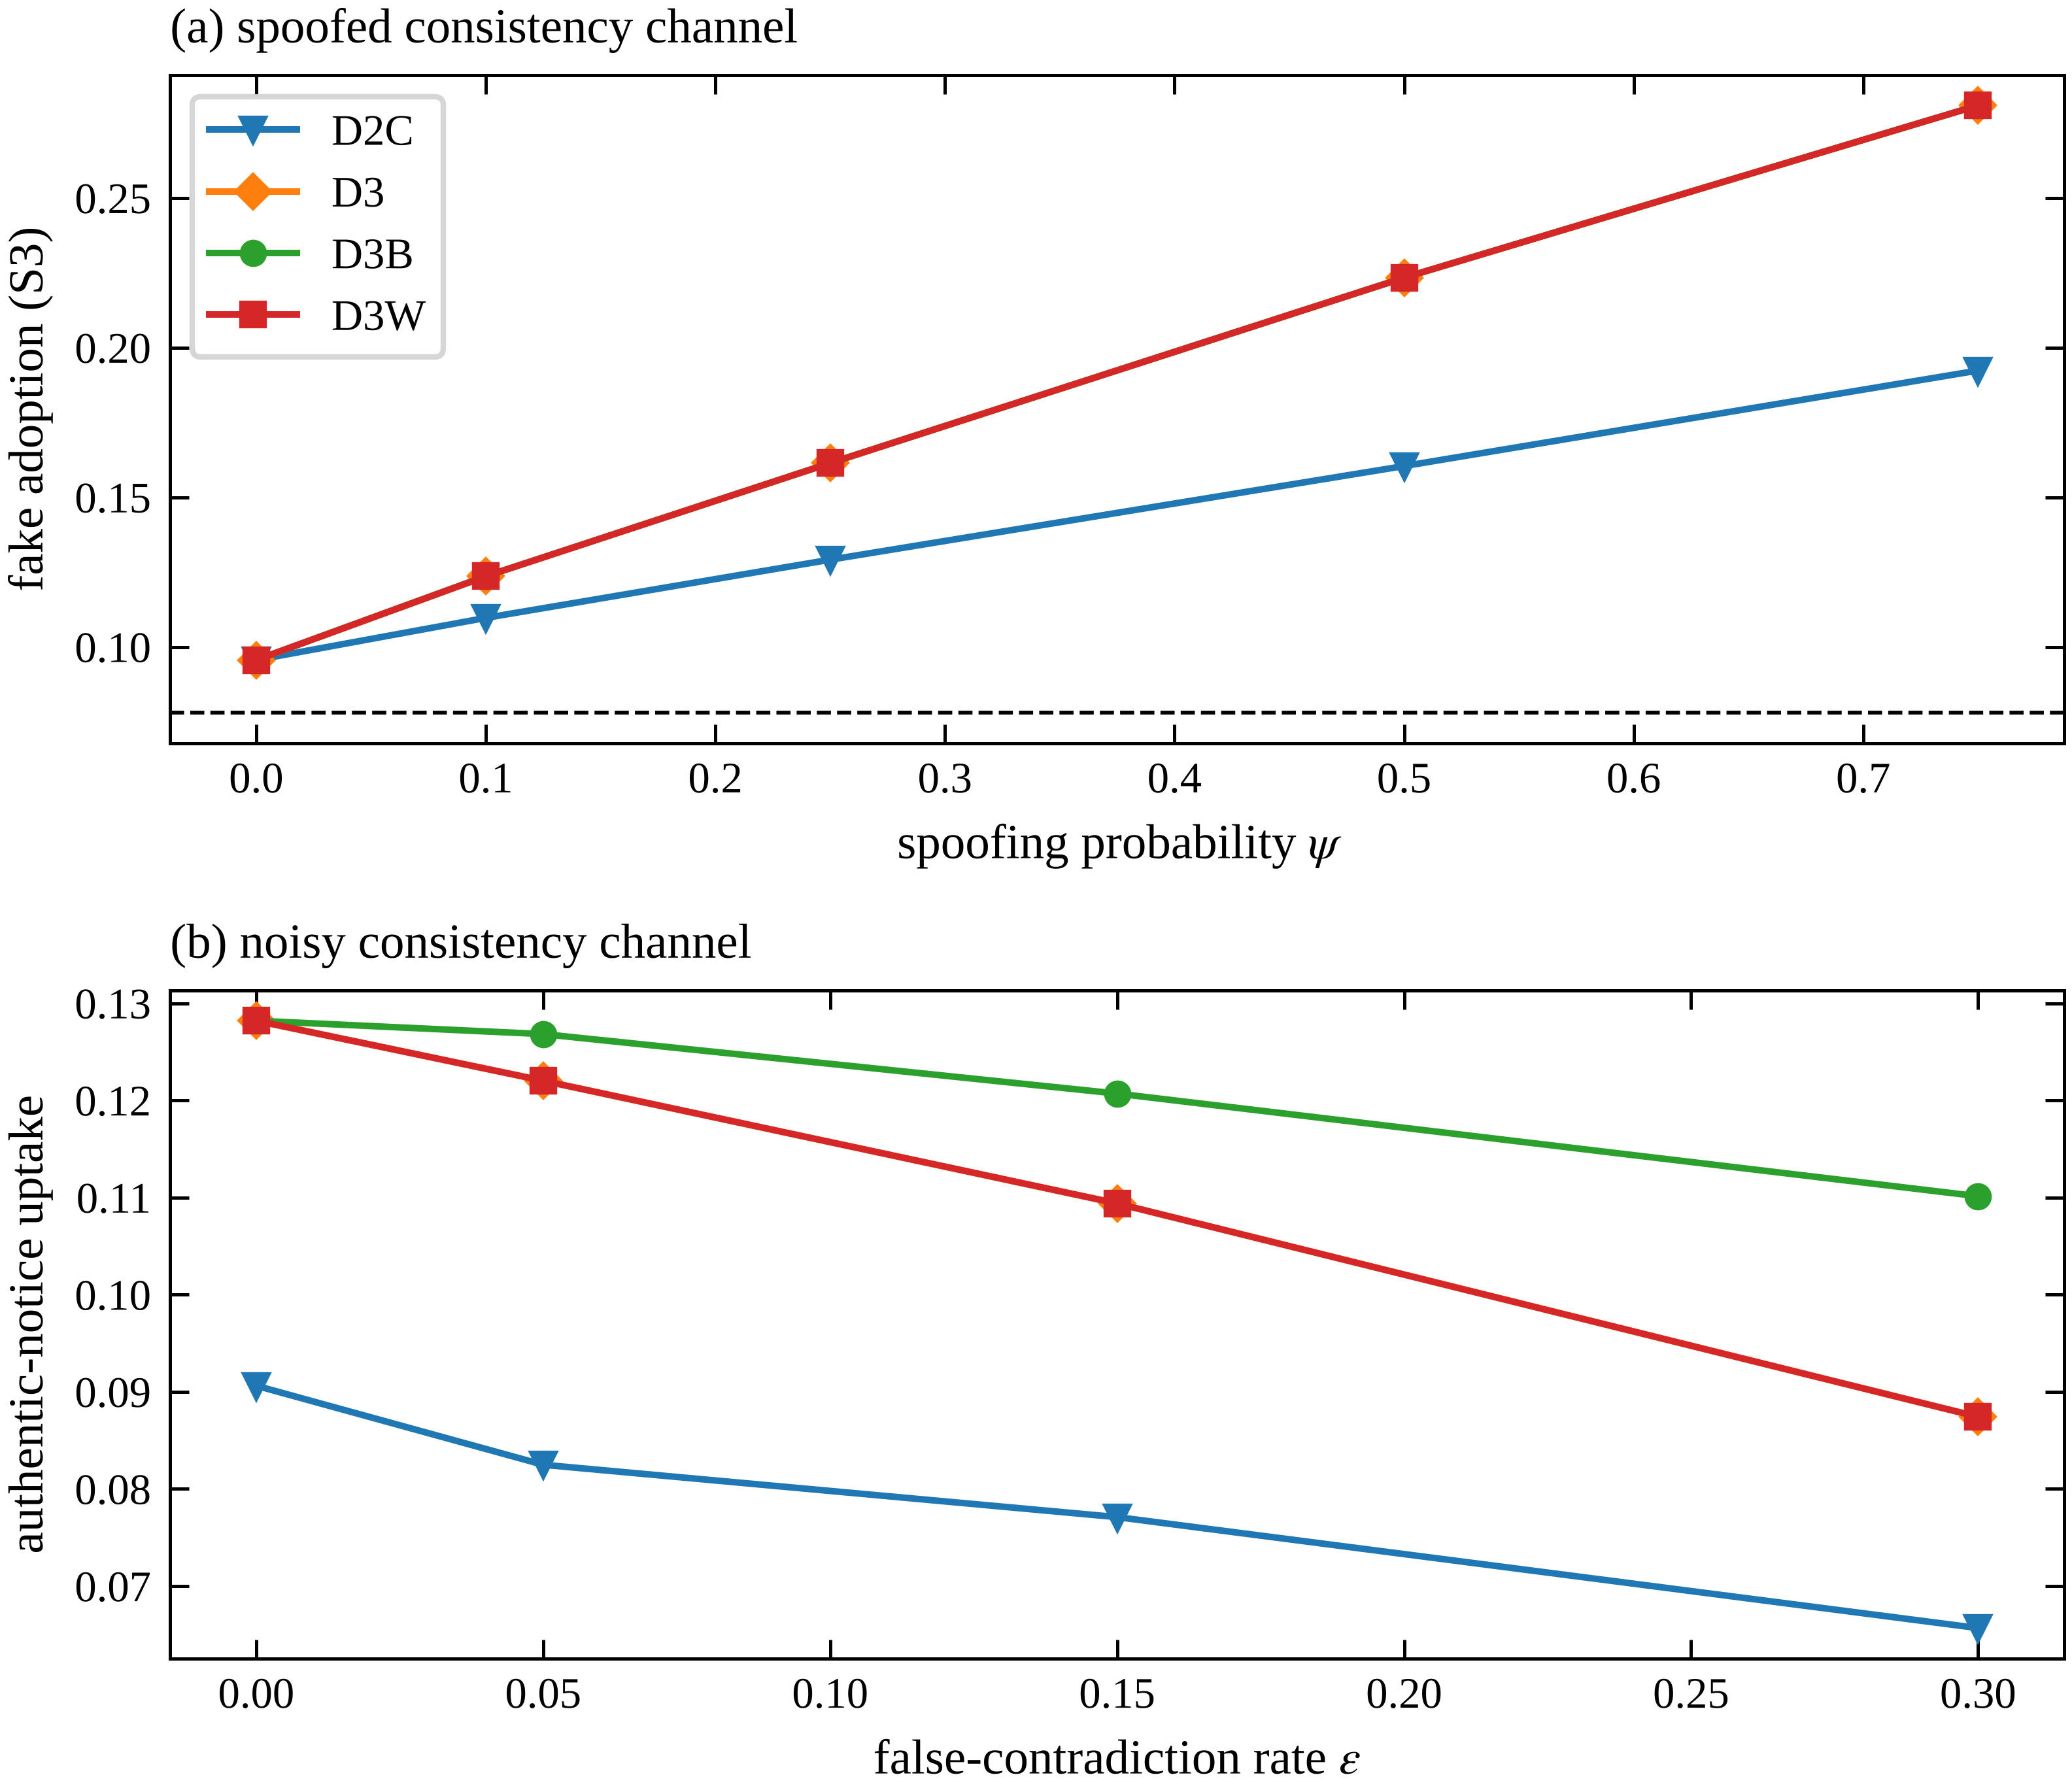 (a) spoofed consistency channel
fake adoption (S3)
0.25
0.20
0.15
0.10
D2C
D3
D3B
D3W
0.0 0.1 0.2 0.3 0.4 0.5 0.6 0.7
spoofing probability ψ
(b) noisy consistency channel
authentic-notice uptake
0.13
0.12
0.11
0.10
0.09
0.08
0.07
0.00 0.05 0.10 0.15 0.20 0.25 0.30
false-contradiction rate ε